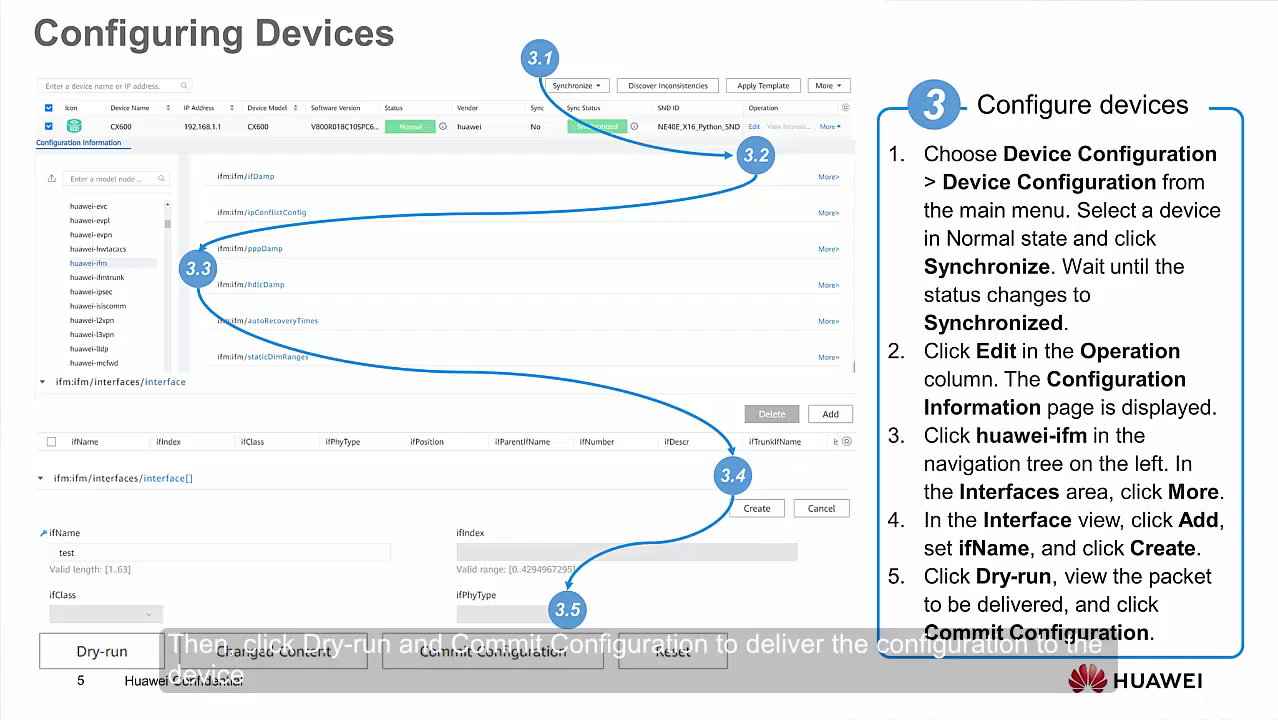 Configuring Devices
3.1
Enter a device name or IP address.
Synchronize
Discover Inconsistencies
Apply Template
More
Icon Device Name IP Address Device Model Software Version Status Vendor Sync Sync Status SND ID Operation
CX600 192.168.1.1 CX600 V800R018C10SPC6... Normal huawei No Synchronized NE40E_X16_Python_SND Edit View Inconsis... More
Configuration Information
3.2
Enter a model node ...
huawei-evc
huawei-evpl
huawei-evpn
huawei-hwtacacs
huawei-ifm
huawei-ifmtrunk
huawei-ipsec
huawei-isiscomm
huawei-l2vpn
huawei-l3vpn
huawei-lldp
huawei-mcfwd
ifm:ifm/ifDamp More>
ifm:ifm/ipConflictConfig More>
ifm:ifm/pppDamp More>
3.3
ifm:ifm/hdlcDamp More>
ifm:ifm/autoRecoveryTimes More>
ifm:ifm/staticDimRanges More>
ifm:ifm/interfaces/interface
Delete Add
ifName ifIndex ifClass ifPhyType ifPosition ifParentIfName ifNumber ifDescr ifTrunkIfName
3.4
ifm:ifm/interfaces/interface[]
Create Cancel
ifName ifIndex
test
Valid length: [1..63] Valid range: [0..4294967295]
ifClass ifPhyType
3.5
Dry-run Changed Content Commit Configuration Reset
3 Configure devices
1. Choose Device Configuration
> Device Configuration from
the main menu. Select a device
in Normal state and click
Synchronize. Wait until the
status changes to
Synchronized.
2. Click Edit in the Operation
column. The Configuration
Information page is displayed.
3. Click huawei-ifm in the
navigation tree on the left. In
the Interfaces area, click More.
4. In the Interface view, click Add,
set ifName, and click Create.
5. Click Dry-run, view the packet
to be delivered, and click
Commit Configuration.
Then, click Dry-run and Commit Configuration to deliver the configuration to the
device
5 Huawei Confidential
HUAWEI